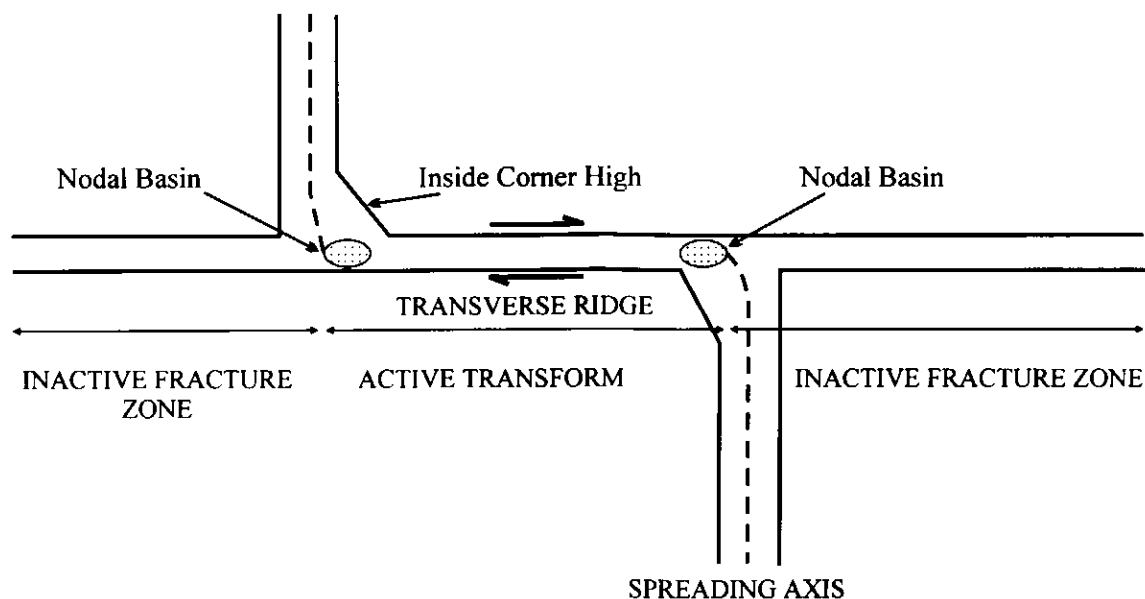 Nodal Basin
Inside Corner High
Nodal Basin
TRANSVERSE RIDGE
INACTIVE FRACTURE
ZONE
ACTIVE TRANSFORM
INACTIVE FRACTURE ZONE
SPREADING AXIS